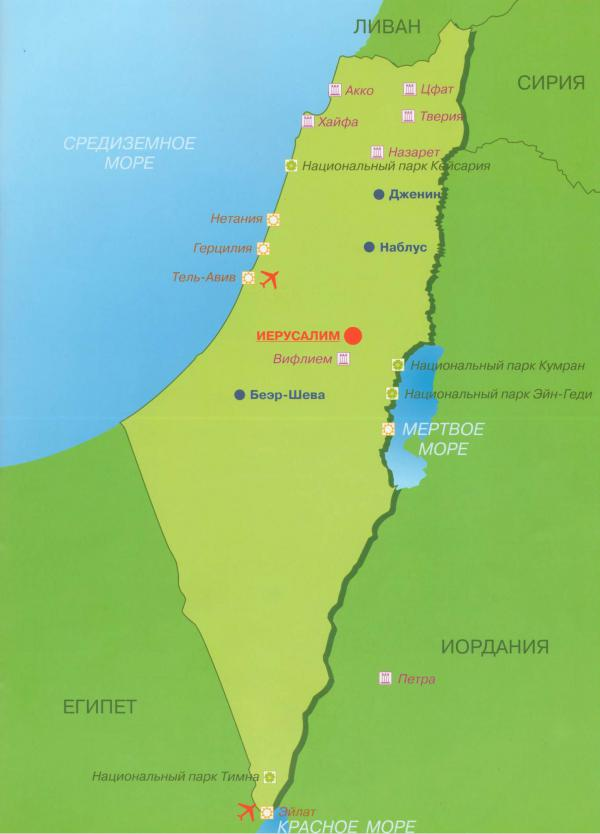 ЛИВАН
СИРИЯ
Акко
Цфат
Хайфа
Тверия
СРЕДИЗЕМНОЕ
МОРЕ
Назарет
Национальный парк Кейсария
Дженин
Нетания
Герцилия
Наблус
Тель-Авив
ИЕРУСАЛИМ
Вифлием
Национальный парк Кумран
Беэр-Шева
Национальный парк Эйн-Геди
МЕРТВОЕ
МОРЕ
ИОРДАНИЯ
Петра
ЕГИПЕТ
Национальный парк Тимна
Эйлат
КРАСНОЕ МОРЕ